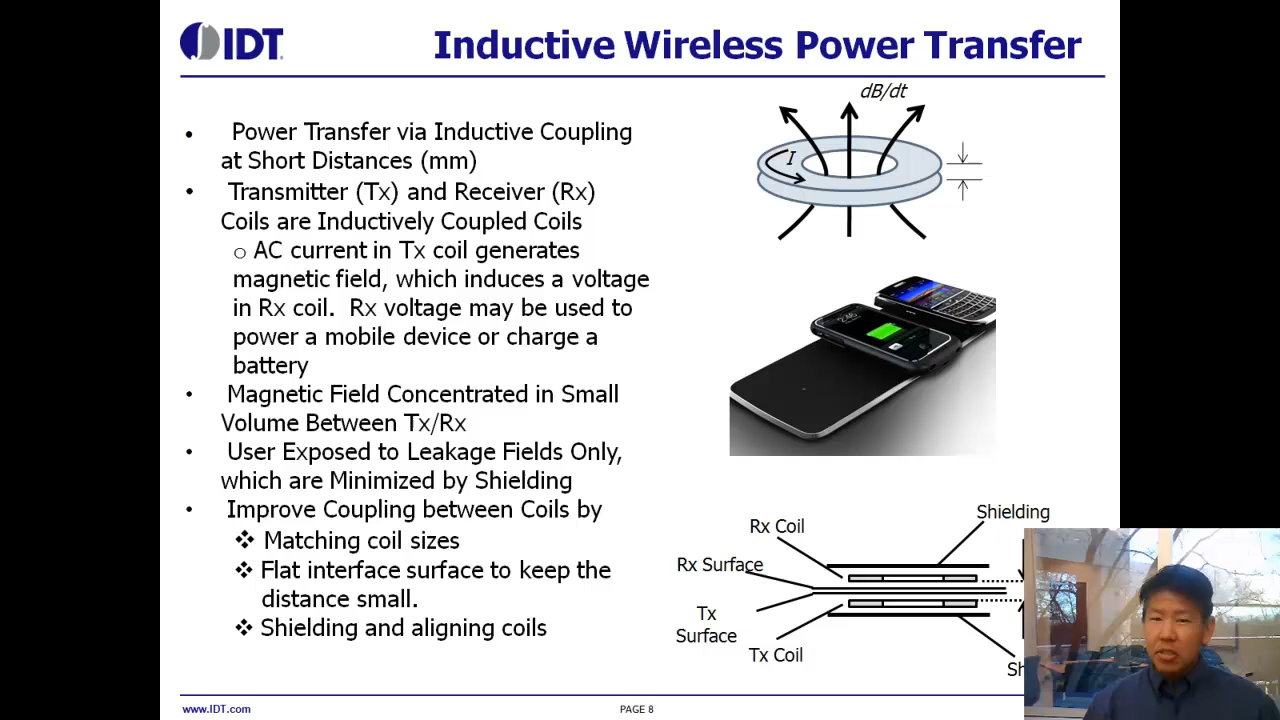 IDT
Inductive Wireless Power Transfer
• Power Transfer via Inductive Coupling
at Short Distances (mm)
• Transmitter (Tx) and Receiver (Rx)
Coils are Inductively Coupled Coils
o AC current in Tx coil generates
magnetic field, which induces a voltage
in Rx coil. Rx voltage may be used to
power a mobile device or charge a
battery
• Magnetic Field Concentrated in Small
Volume Between Tx/Rx
• User Exposed to Leakage Fields Only,
which are Minimized by Shielding
• Improve Coupling between Coils by
❖ Matching coil sizes
❖ Flat interface surface to keep the
distance small.
❖ Shielding and aligning coils
dB/dt
I
Shielding
Rx Coil
Rx Surface
Tx
Surface
Tx Coil
Sh
www.IDT.com
PAGE 8